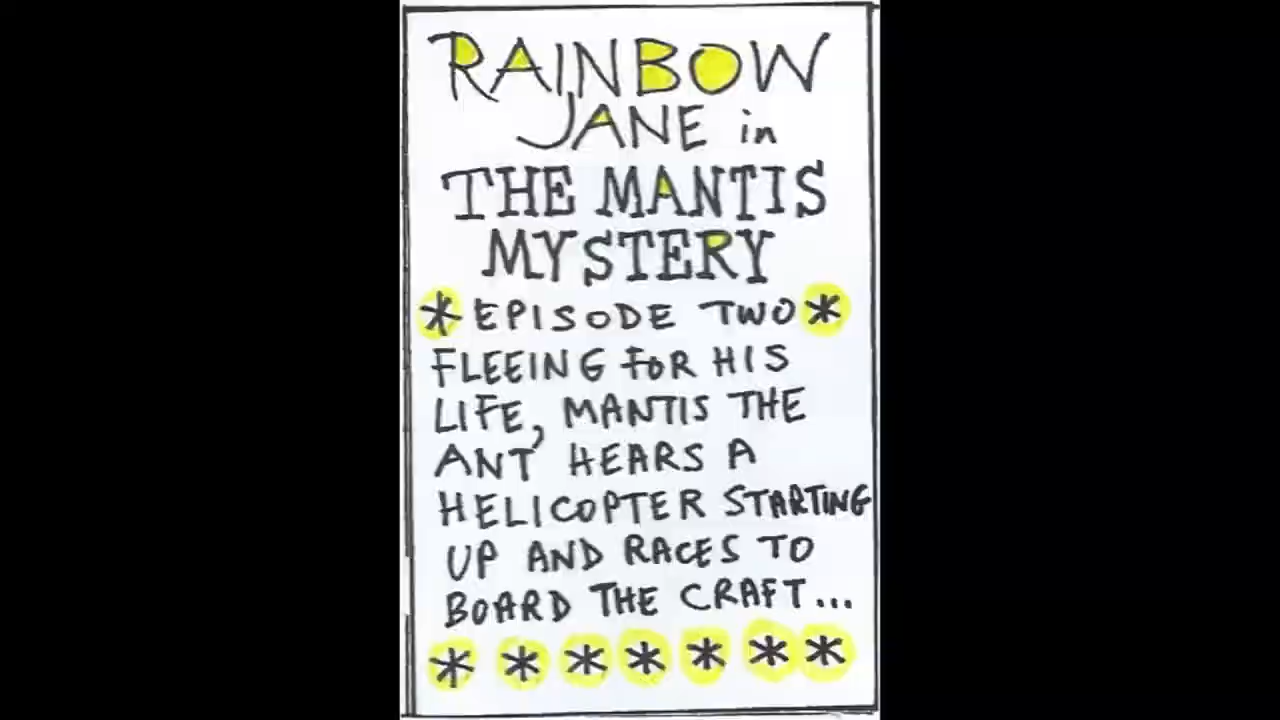 RAINBOW
JANE in
THE MANTIS
MYSTERY
* EPISODE TWO *
FLEEING FOR HIS
LIFE, MANTIS THE
ANT HEARS A
HELICOPTER STARTING
UP AND RACES TO
BOARD THE CRAFT...
* * * * * * *